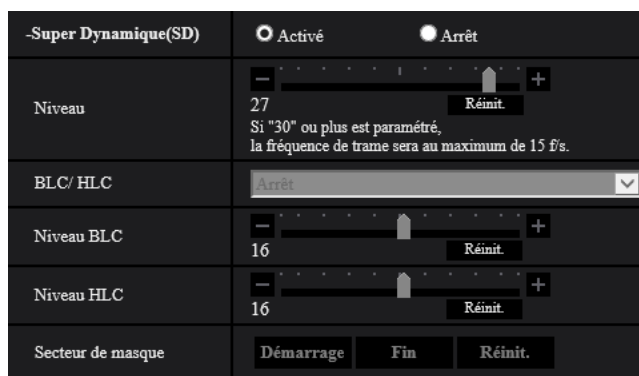 -Super Dynamique(SD) Activé Arrêt
Niveau
27 Réinit.
Si "30" ou plus est paramétré,
la fréquence de trame sera au maximum de 15 f/s.
BLC/ HLC Arrêt
Niveau BLC
16 Réinit.
Niveau HLC
16 Réinit.
Secteur de masque Démarrage Fin Réinit.